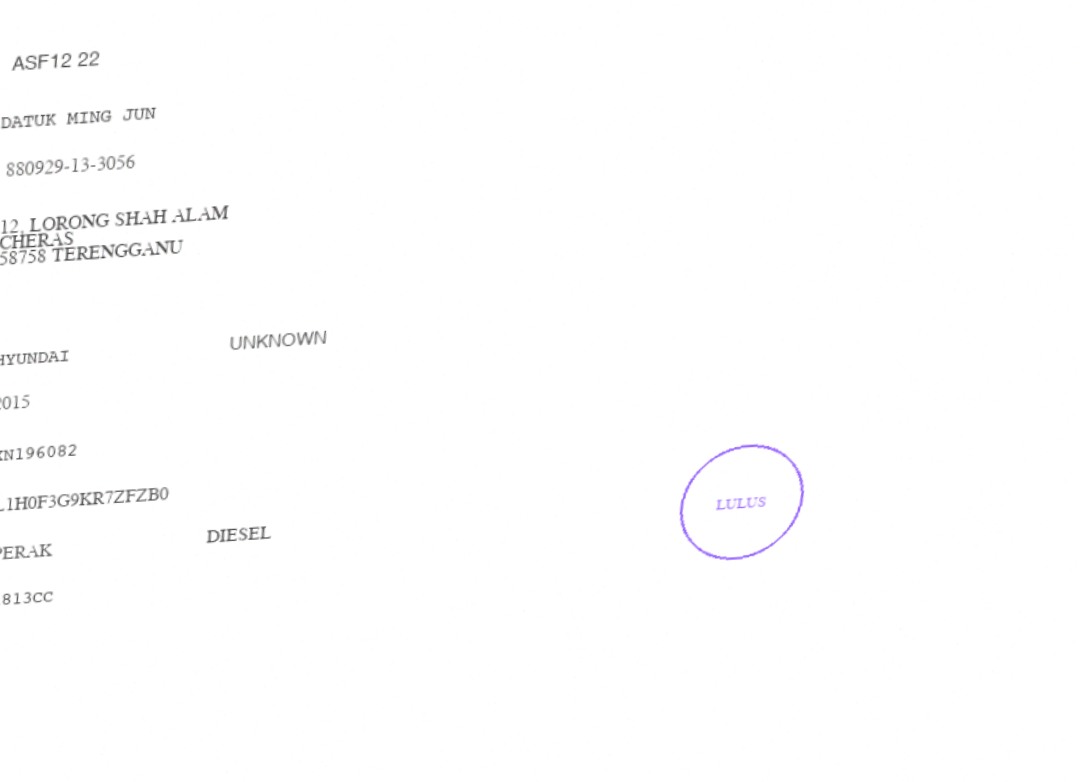 ASF12 22
DATUK MING JUN
880929-13-3056
12, LORONG SHAH ALAM
CHERAS
58758 TERENGGANU
HYUNDAI UNKNOWN
2015
L1H0F3G9KR7ZFZB0
PERAK DIESEL
813CC
LULUS